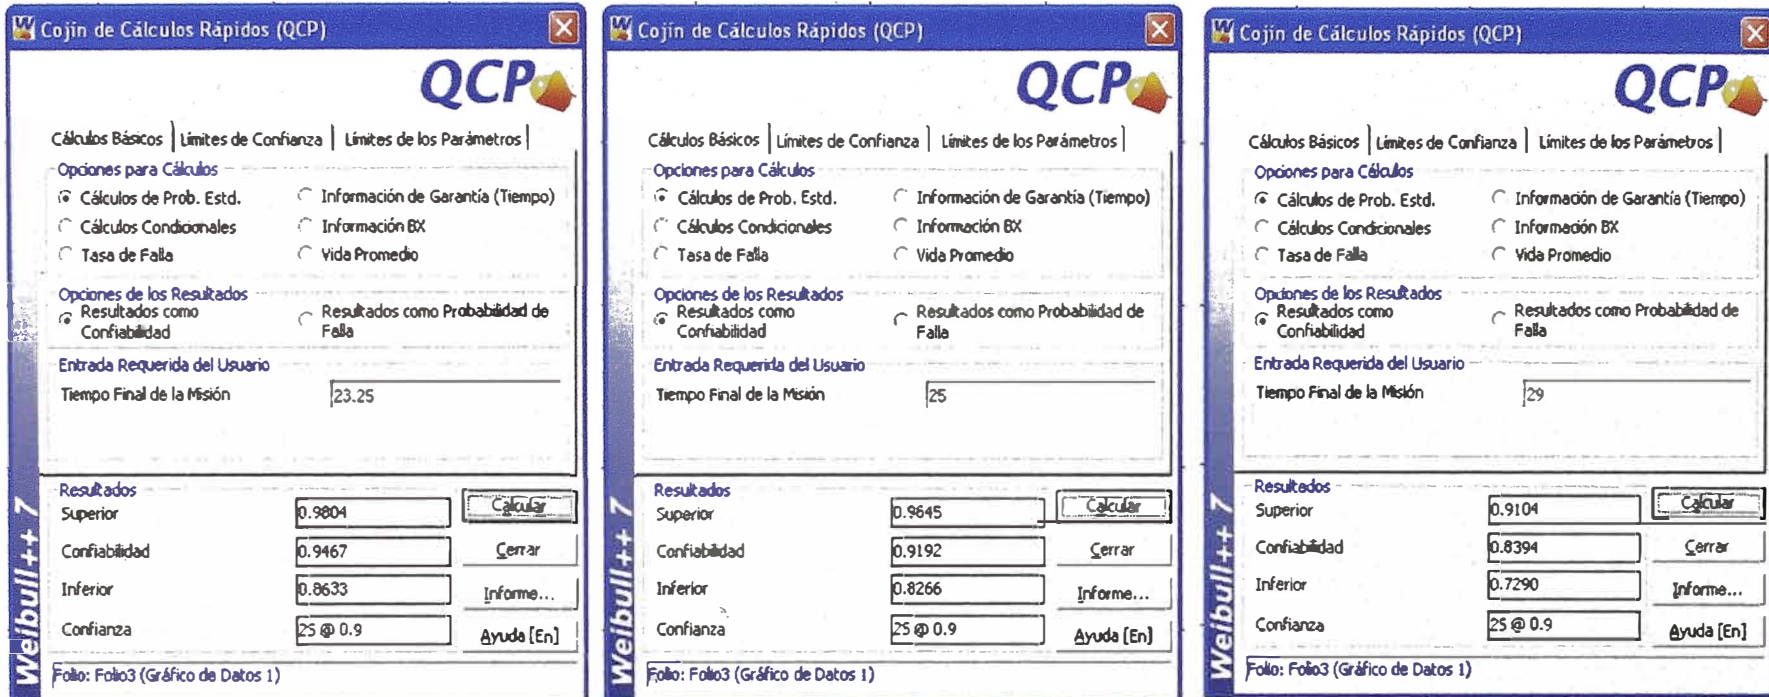 Cojín de Cálculos Rápidos (QCP)
QCP
Cálculos Básicos Límites de Confianza Límites de los Parámetros
Opciones para Cálculos
Cálculos de Prob. Estd. Información de Garantía (Tiempo)
Cálculos Condicionales Información BX
Tasa de Falla Vida Promedio
Opciones de los Resultados
Resultados como Confiabilidad Resultados como Probabilidad de Falla
Entrada Requerida del Usuario
Tiempo Final de la Misión 23.25
Resultados
Superior 0.9804 Calcular
Confiabilidad 0.9467 Cerrar
Inferior 0.8633 Informe...
Confianza 2S @ 0.9 Ayuda [En]
Folio: Folio3 (Gráfico de Datos 1)
Weibull++ 7
Cojín de Cálculos Rápidos (QCP)
QCP
Cálculos Básicos Límites de Confianza Límites de los Parámetros
Opciones para Cálculos
Cálculos de Prob. Estd. Información de Garantía (Tiempo)
Cálculos Condicionales Información BX
Tasa de Falla Vida Promedio
Opciones de los Resultados
Resultados como Confiabilidad Resultados como Probabilidad de Falla
Entrada Requerida del Usuario
Tiempo Final de la Misión 25
Resultados
Superior 0.9645 Calcular
Confiabilidad 0.9192 Cerrar
Inferior 0.8266 Informe...
Confianza 2S @ 0.9 Ayuda [En]
Folio: Folio3 (Gráfico de Datos 1)
Weibull++ 7
Cojín de Cálculos Rápidos (QCP)
QCP
Cálculos Básicos Límites de Confianza Límites de los Parámetros
Opciones para Cálculos
Cálculos de Prob. Estd. Información de Garantía (Tiempo)
Cálculos Condicionales Información BX
Tasa de Falla Vida Promedio
Opciones de los Resultados
Resultados como Confiabilidad Resultados como Probabilidad de Falla
Entrada Requerida del Usuario
Tiempo Final de la Misión 29
Resultados
Superior 0.9104 Calcular
Confiabilidad 0.8394 Cerrar
Inferior 0.7290 Informe...
Confianza 2S @ 0.9 Ayuda [En]
Folio: Folio3 (Gráfico de Datos 1)
Weibull++ 7